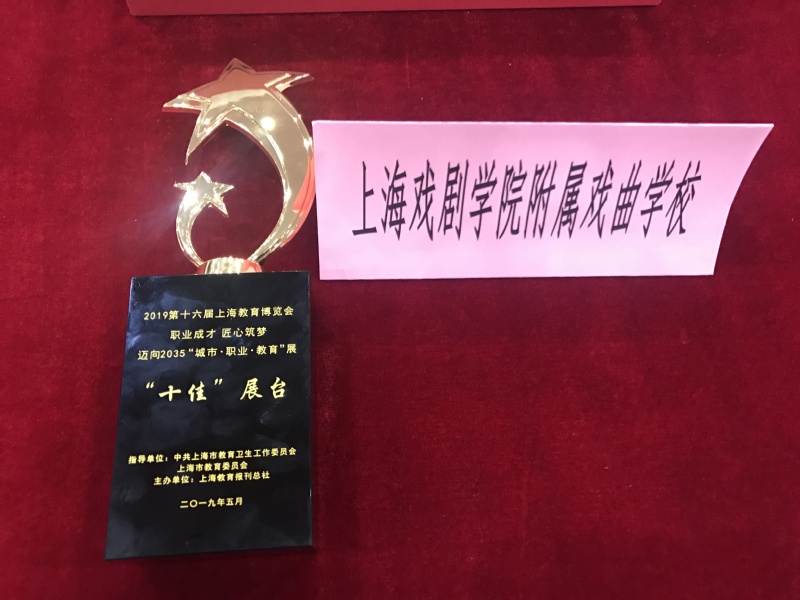 上海戏剧学院附属戏曲学校
2019第十六届上海教育博览会
职业成才 匠心筑梦
迈向2035“城市·职业·教育”展
“十佳”展台
指导单位：中共上海市教育卫生工作委员会
上海市教育委员会
主办单位：上海教育报刊总社
二〇一九年五月